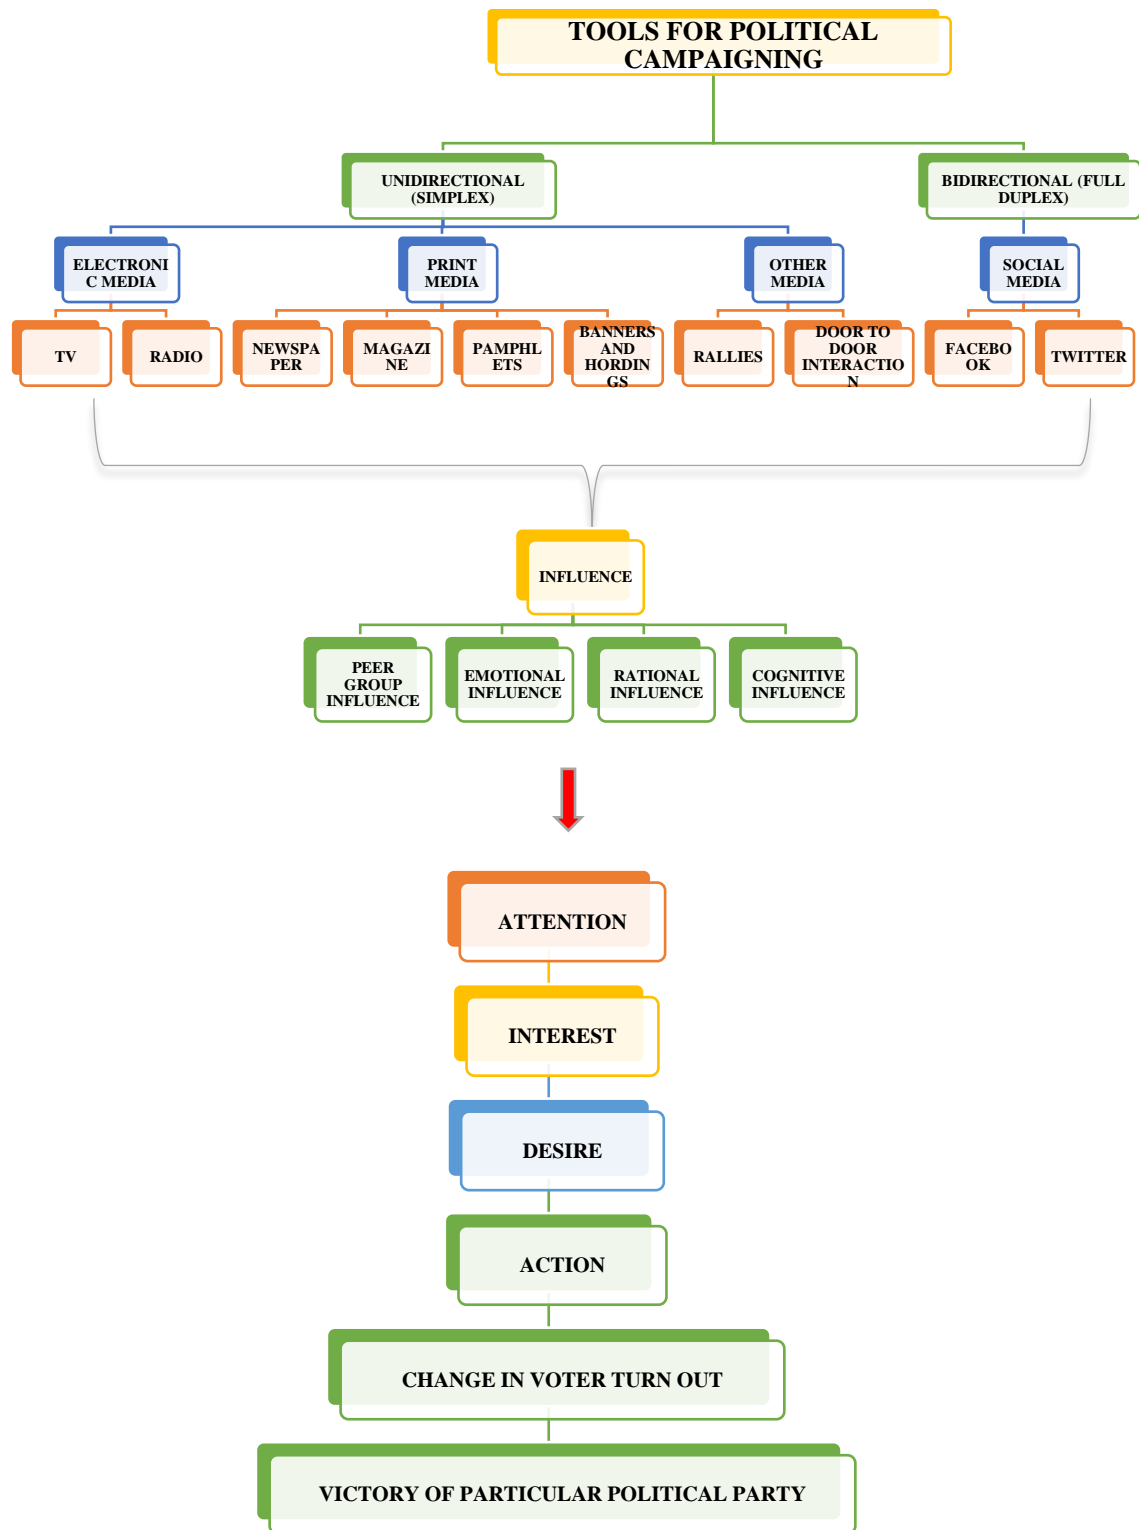 TOOLS FOR POLITICAL
CAMPAIGNING
UNIDIRECTIONAL
(SIMPLEX)
BIDIRECTIONAL (FULL
DUPLEX)
ELECTRONI
C MEDIA
PRINT
MEDIA
OTHER
MEDIA
SOCIAL
MEDIA
TV
RADIO
NEWSPA
PER
MAGAZI
NE
PAMPHL
ETS
BANNERS
AND
HORDIN
GS
RALLIES
DOOR TO
DOOR
INTERACTIO
N
FACEBO
OK
TWITTER
INFLUENCE
PEER
GROUP
INFLUENCE
EMOTIONAL
INFLUENCE
RATIONAL
INFLUENCE
COGNITIVE
INFLUENCE
ATTENTION
INTEREST
DESIRE
ACTION
CHANGE IN VOTER TURN OUT
VICTORY OF PARTICULAR POLITICAL PARTY